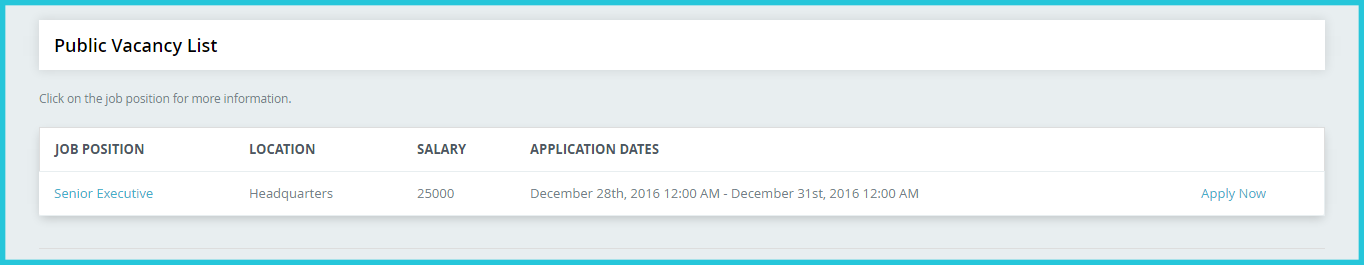 Public Vacancy List
Click on the job position for more information.
JOB POSITION LOCATION SALARY APPLICATION DATES
Senior Executive Headquarters 25000 December 28th, 2016 12:00 AM - December 31st, 2016 12:00 AM Apply Now